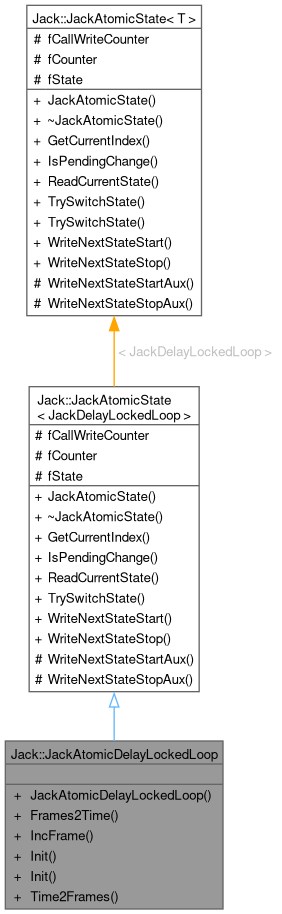 Jack::JackAtomicState< T >
# fCallWriteCounter
# fCounter
# fState
+ JackAtomicState()
+ ~JackAtomicState()
+ GetCurrentIndex()
+ IsPendingChange()
+ ReadCurrentState()
+ TrySwitchState()
+ TrySwitchState()
+ WriteNextStateStart()
+ WriteNextStateStop()
# WriteNextStateStartAux()
# WriteNextStateStopAux()
< JackDelayLockedLoop >
Jack::JackAtomicState
< JackDelayLockedLoop >
# fCallWriteCounter
# fCounter
# fState
+ JackAtomicState()
+ ~JackAtomicState()
+ GetCurrentIndex()
+ IsPendingChange()
+ ReadCurrentState()
+ TrySwitchState()
+ WriteNextStateStart()
+ WriteNextStateStop()
# WriteNextStateStartAux()
# WriteNextStateStopAux()
Jack::JackAtomicDelayLockedLoop
+ JackAtomicDelayLockedLoop()
+ Frames2Time()
+ IncFrame()
+ Init()
+ Init()
+ Time2Frames()